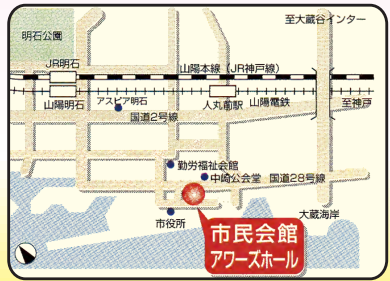 至大蔵谷インター
明石公園
JR明石
山陽本線（JR神戸線）
山陽明石
アスピア明石
人丸前駅
山陽電鉄
至神戸
国道2号線
勤労福祉会館
中崎公会堂
国道28号線
市役所
大蔵海岸
市民会館
アワーズホール